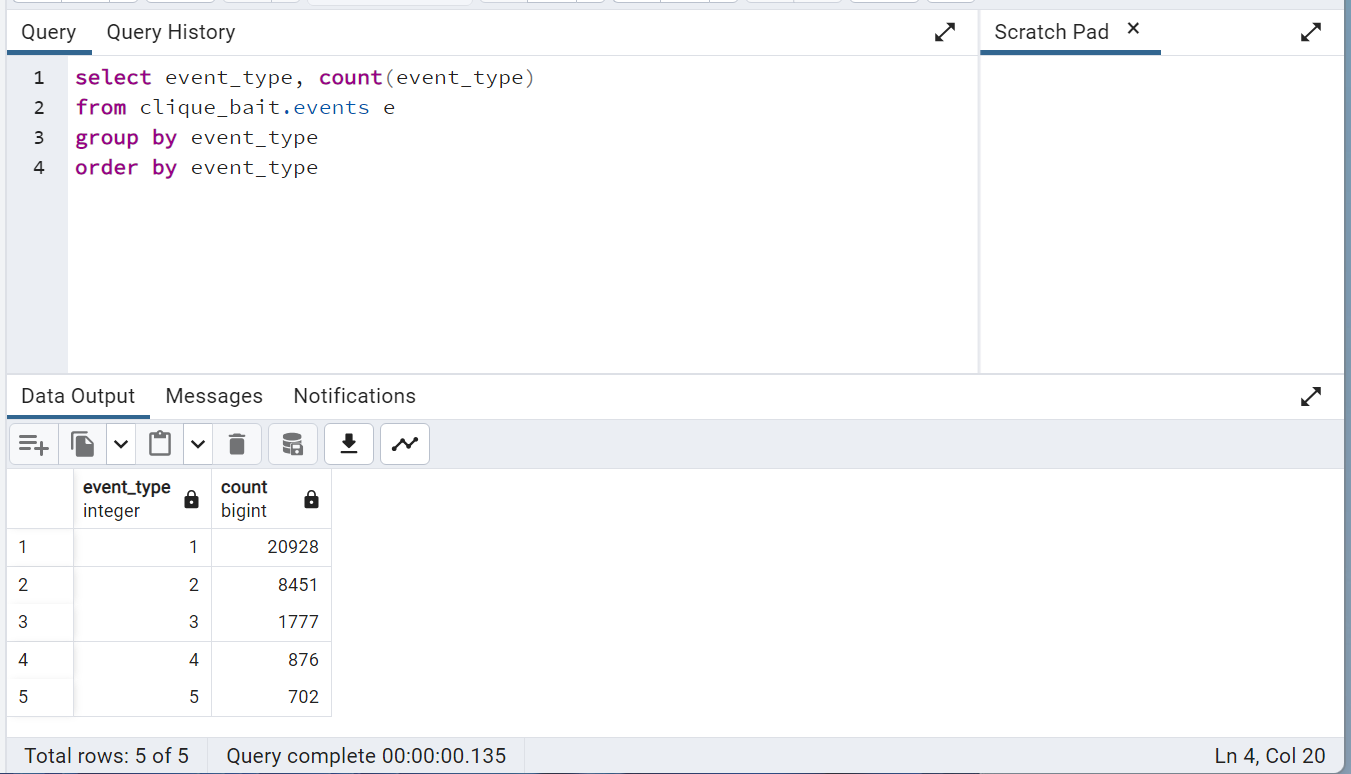 Query Query History Scratch Pad ×
1 select event_type, count(event_type)
2 from clique_bait.events e
3 group by event_type
4 order by event_type
Data Output Messages Notifications
event_type count
integer bigint
1 1 20928
2 2 8451
3 3 1777
4 4 876
5 5 702
Total rows: 5 of 5 Query complete 00:00:00.135 Ln 4, Col 20